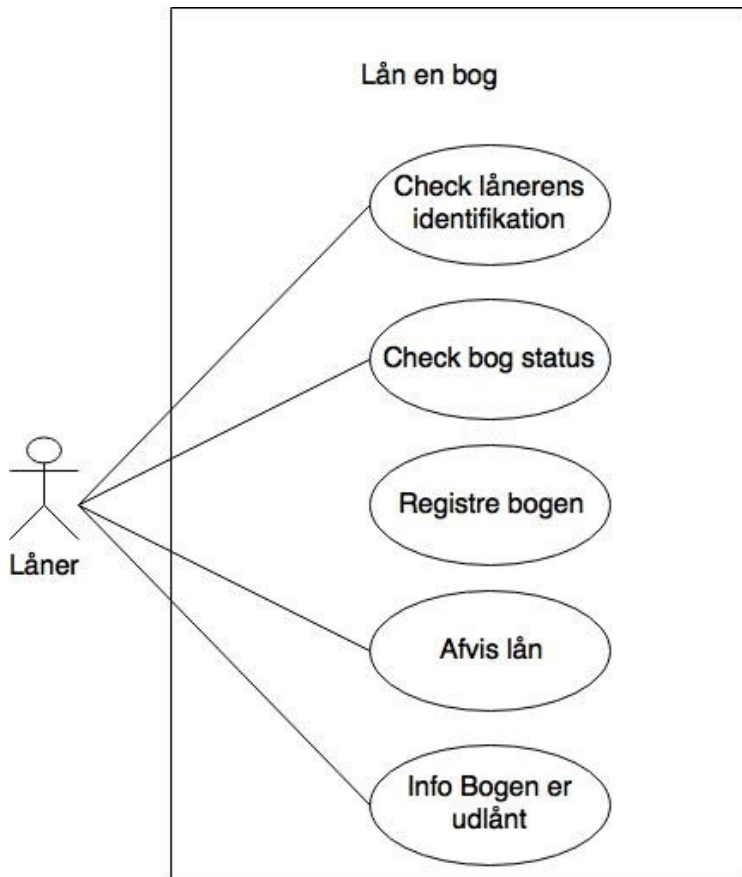 Lån en bog
Check lånerens
identifikation
Check bog status
Registre bogen
Låner
Afvis lån
Info Bogen er
udlånt